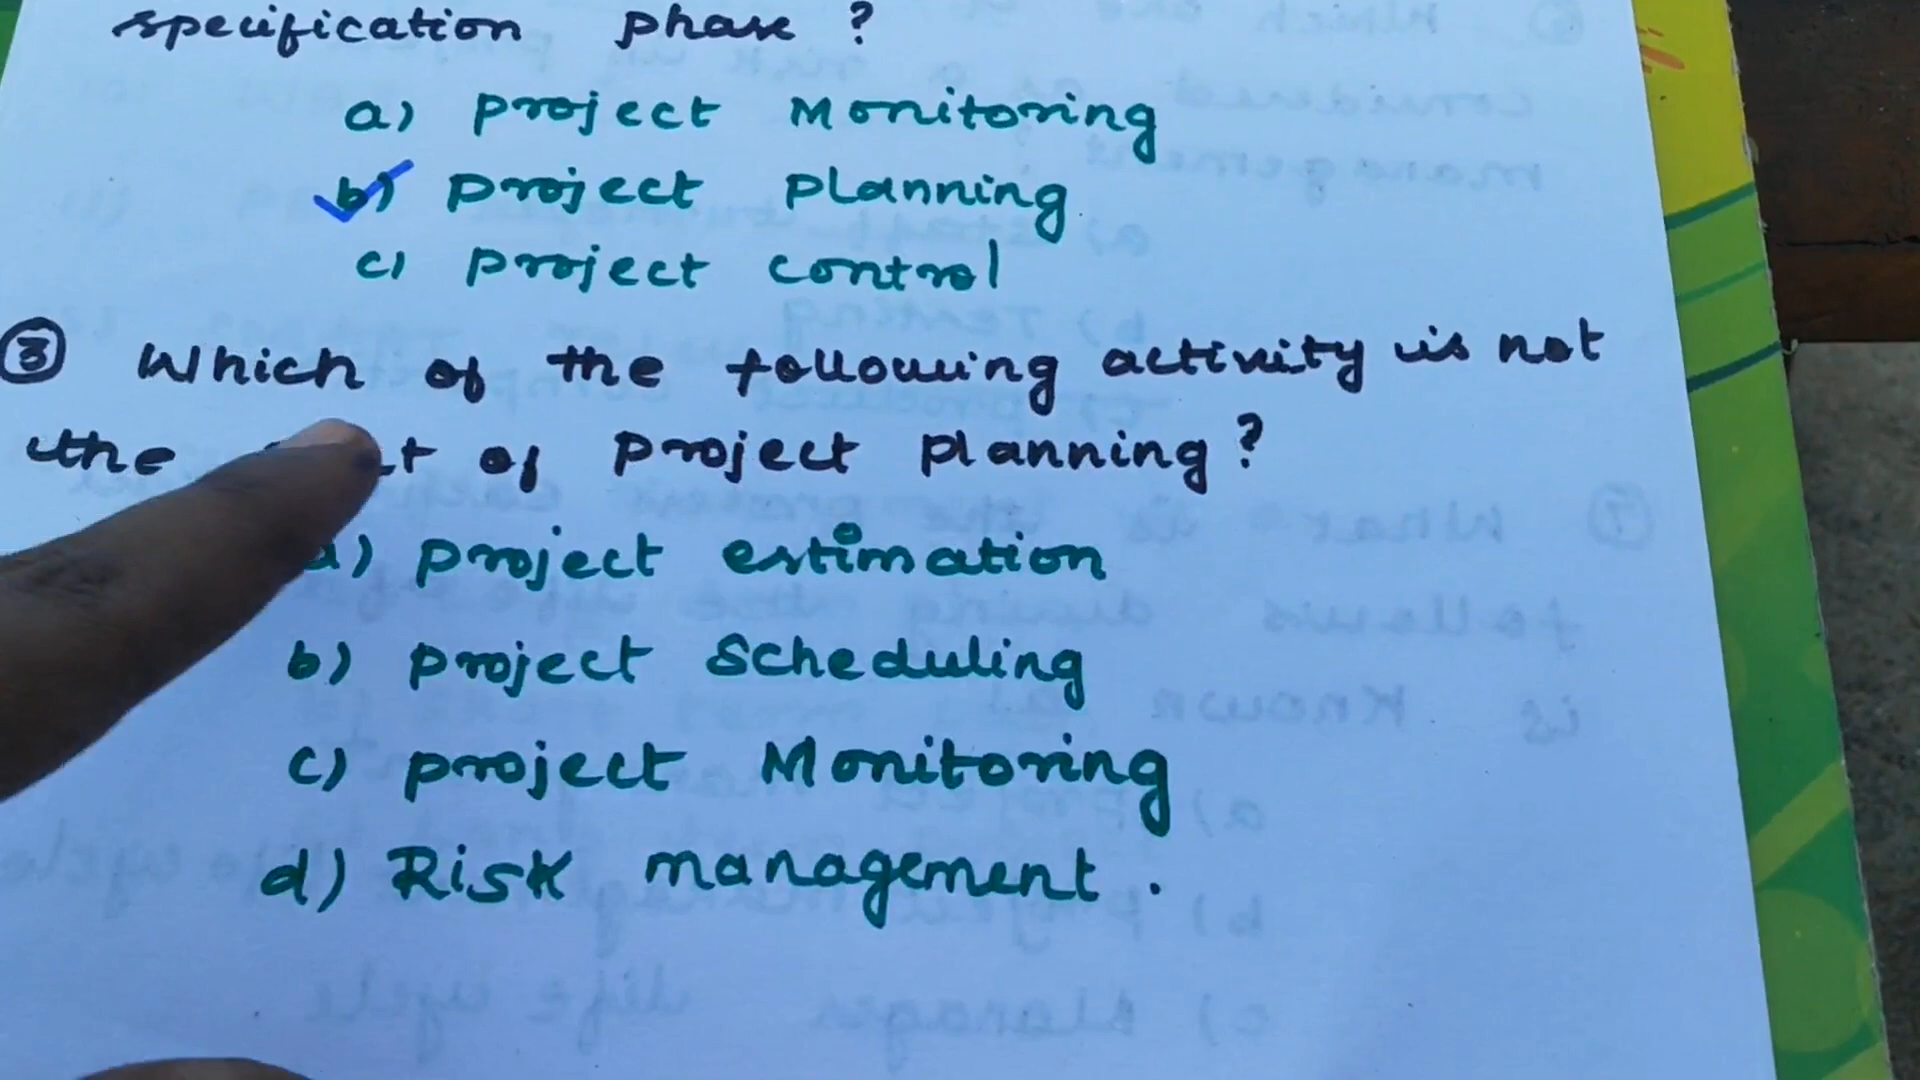 specification phase ?
a) project Monitoring
b) project planning
c) project control
③ Which of the following activity is not
the of project planning ?
a) project estimation
b) project scheduling
c) project Monitoring
d) Risk management .